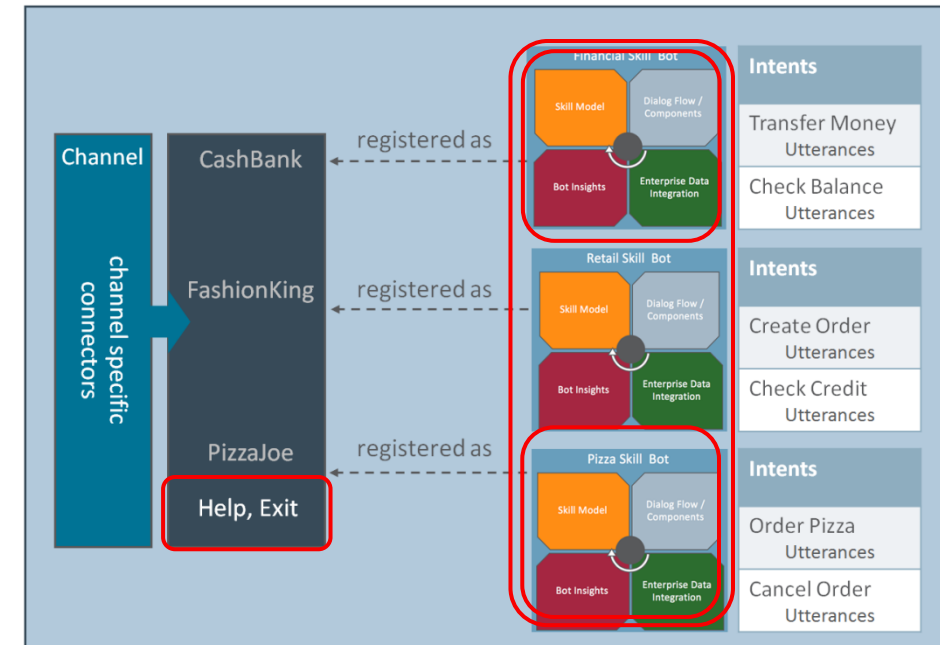 Channel
channel specific
connectors
CashBank
FashionKing
PizzaJoe
Help, Exit
registered as
registered as
registered as
Financial Skill Bot
Skill Model
Dialog Flow /
Components
Bot Insights
Enterprise Data
Integration
Intents
Transfer Money
Utterances
Check Balance
Utterances
Retail Skill Bot
Skill Model
Dialog Flow /
Components
Bot Insights
Enterprise Data
Integration
Intents
Create Order
Utterances
Check Credit
Utterances
Pizza Skill Bot
Skill Model
Dialog Flow /
Components
Bot Insights
Enterprise Data
Integration
Intents
Order Pizza
Utterances
Cancel Order
Utterances